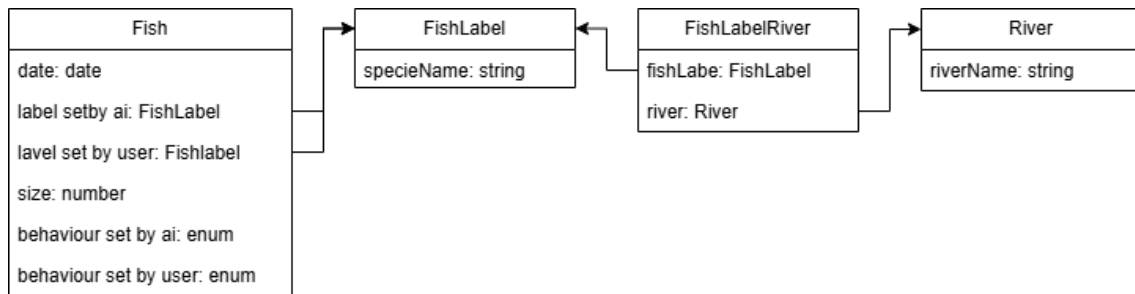 Fish
date: date
label setby ai: FishLabel
lavel set by user: Fishlabel
size: number
behaviour set by ai: enum
behaviour set by user: enum
FishLabel
specieName: string
FishLabelRiver
fishLabe: FishLabel
river: River
River
riverName: string